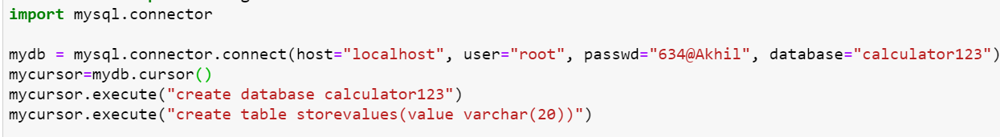 import mysql.connector
mydb = mysql.connector.connect(host="localhost", user="root", passwd="634@Akhil", database="calculator123")
mycursor=mydb.cursor()
mycursor.execute("create database calculator123")
mycursor.execute("create table storevalues(value varchar(20))")